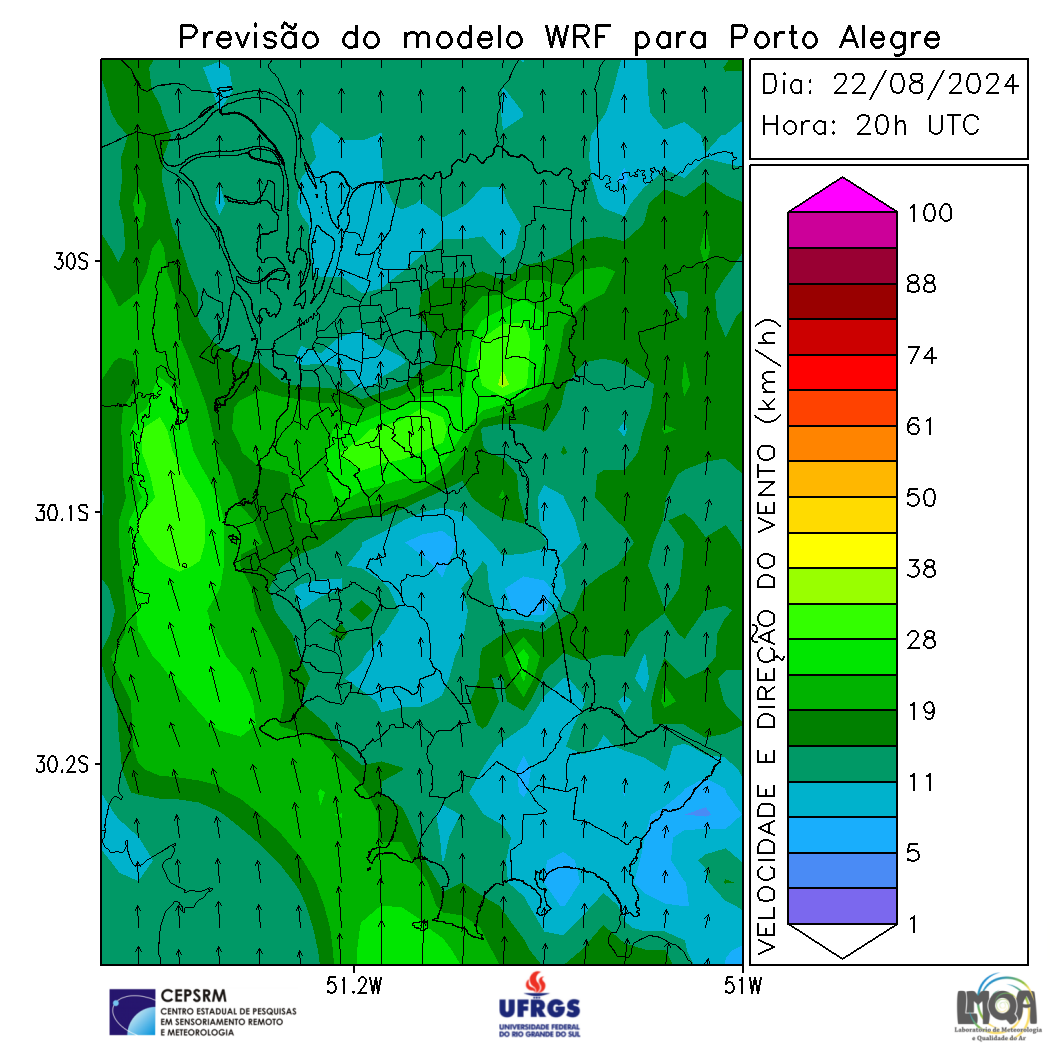 Previsão do modelo WRF para Porto Alegre
Dia: 22/08/2024
Hora: 20h UTC
30S
30.1S
30.2S
51.2W
51W
VELOCIDADE E DIREÇÃO DO VENTO (km/h)
100
88
74
61
50
38
28
19
11
5
1
CEPSRM
CENTRO ESTADUAL DE PESQUISAS
EM SENSORIAMENTO REMOTO
E METEOROLOGIA
UFRGS
UNIVERSIDADE FEDERAL
DO RIO GRANDE DO SUL
LMQA
Laboratório de Meteorologia
e Qualidade do Ar